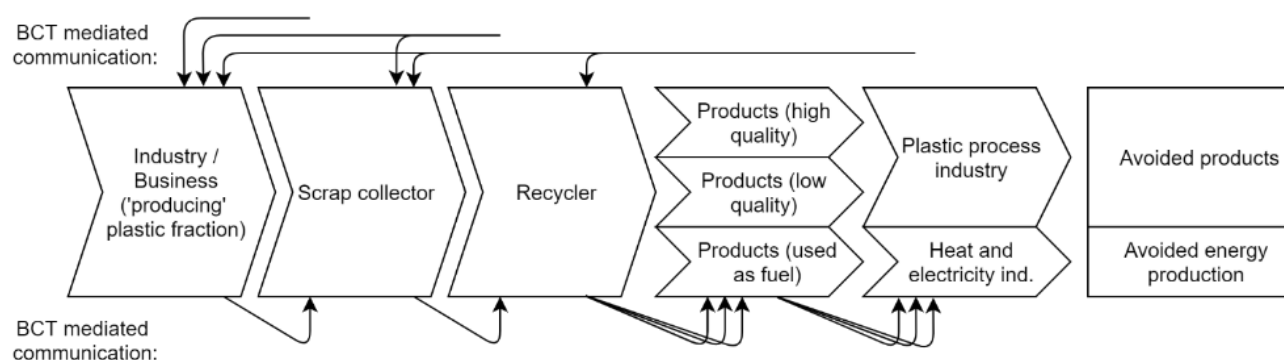 BCT mediated
communication:
Industry /
Business
('producing'
plastic fraction)
Scrap collector
Recycler
Products (high
quality)
Products (low
quality)
Products (used
as fuel)
Plastic process
industry
Heat and
electricity ind.
Avoided products
Avoided energy
production
BCT mediated
communication: